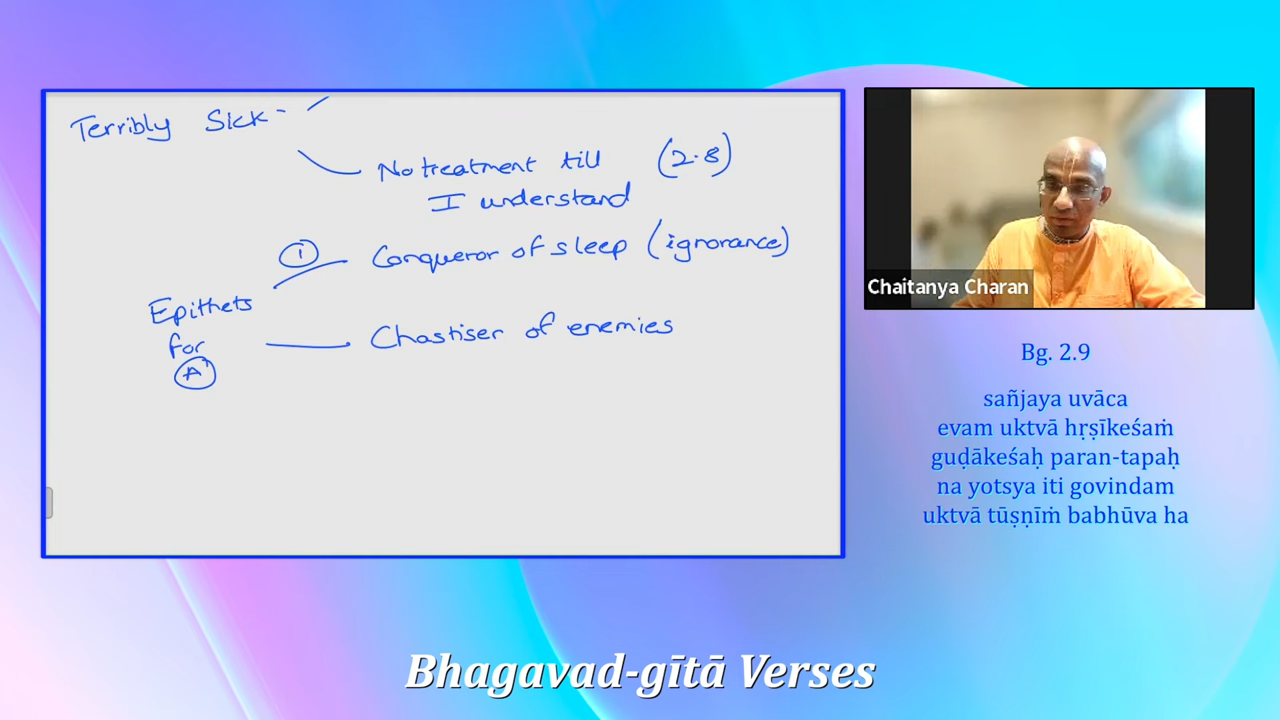 Terribly Sick -
No treatment till (2.8)
I understand
1 Conqueror of sleep (ignorance)
Epithets
for
A
Chastiser of enemies
Chaitanya Charan
Bg. 2.9
sañjaya uvāca
evam uktvā hṛṣīkeśaṁ
guḍākeśaḥ paran-tapaḥ
na yotsya iti govindam
uktvā tūṣṇīṁ babhūva ha
Bhagavad-gītā Verses